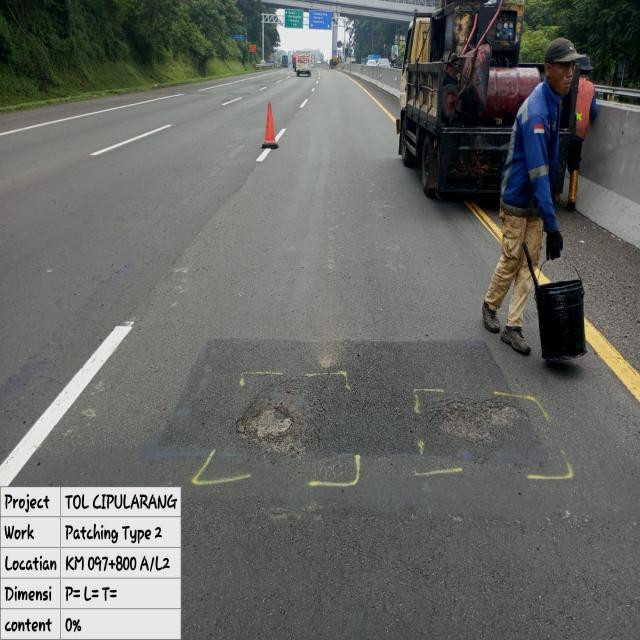 Project TOL CIPULARANG
Work Patching Type 2
Location KM 097+800 A/L2
Dimensi P= L= T=
content 0%